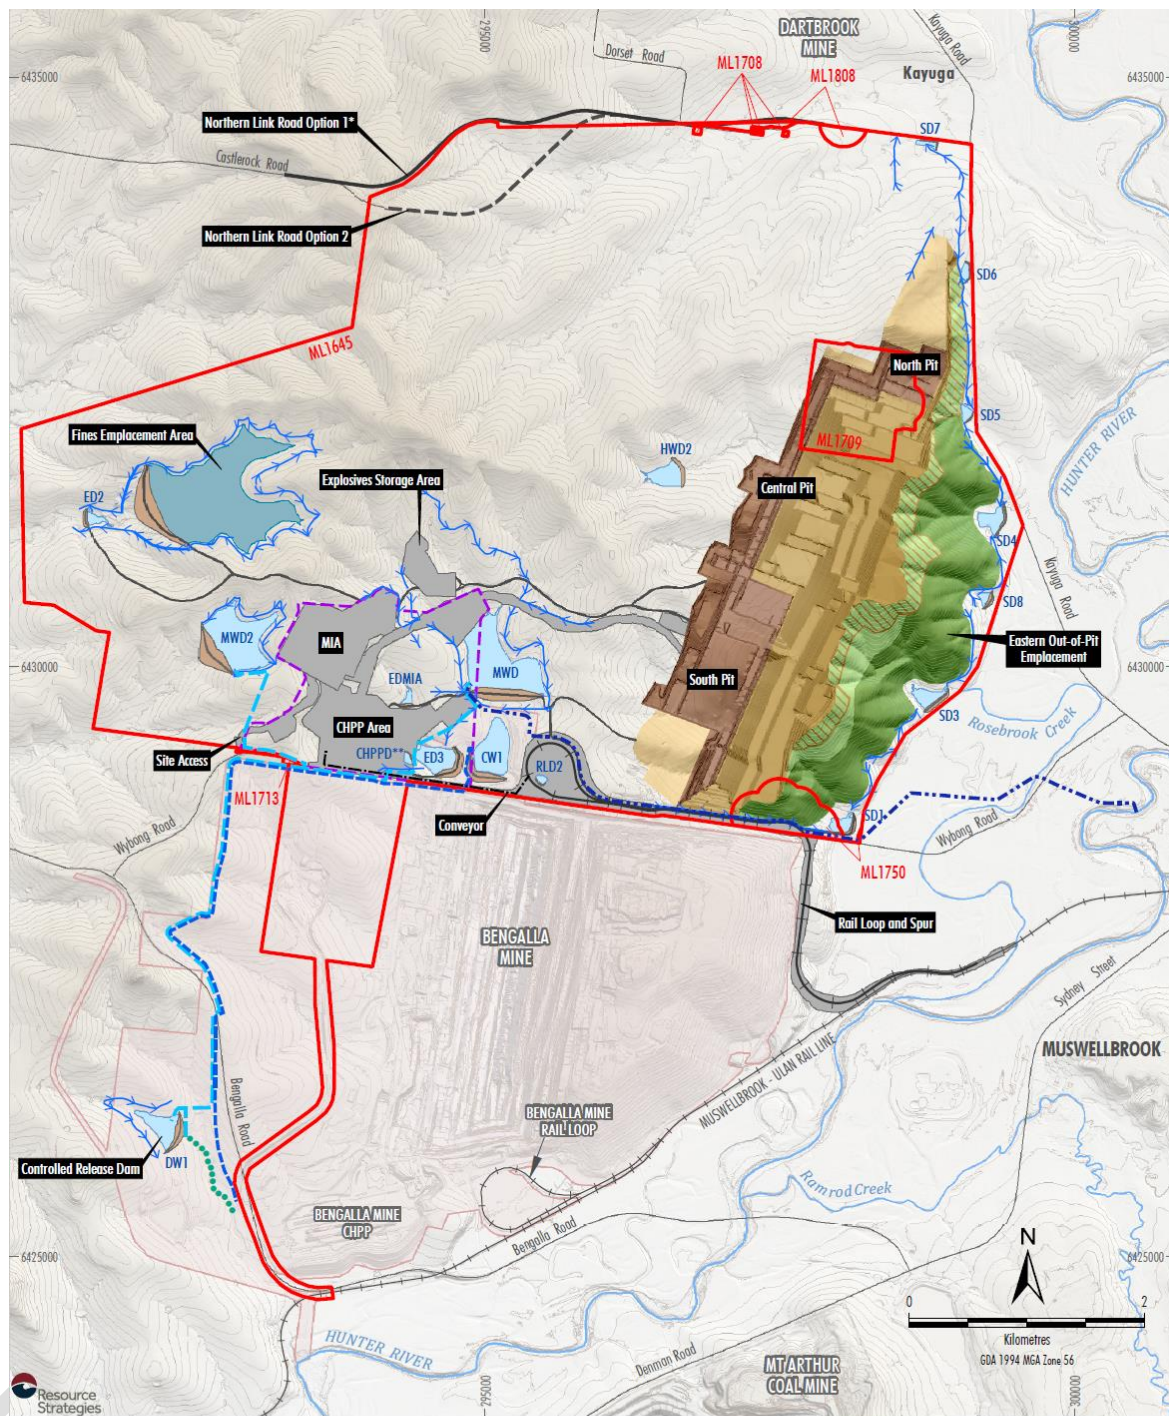 295000
300000
DARTBROOK
MINE
Dorset Road
Kayuga Road
6435000
6435000
ML1708
ML1808
Kayuga
Northern Link Road Option 1*
SD7
Castlerock Road
Northern Link Road Option 2
SD6
ML1645
North Pit
SD5
Fines Emplacement Area
ML1709
HUNTER RIVER
HWD2
Explosives Storage Area
Central Pit
ED2
SD4
Kayuga Road
SD8
MWD2
MIA
Eastern Out-of-Pit
Emplacement
6430000
6430000
MWD
EDMIA
South Pit
SD3
Rosebrook Creek
CHPP Area
Site Access
CHPPD**
ED3
CW1
RLD2
ML1713
Conveyor
SD1
Wybong Road
Wybong Road
ML1750
Rail Loop and Spur
BENGALLA
MINE
Sydney Street
MUSWELLBROOK
MUSWELLBROOK - ULAN RAIL LINE
Bengalla Road
BENGALLA MINE
RAIL LOOP
Controlled Release Dam
DW1
Ramrod Creek
BENGALLA MINE
CHPP
Bengalla Road
N
6425000
6425000
0
2
Kilometres
GDA 1994 MGA Zone 56
HUNTER RIVER
Denman Road
MT ARTHUR
COAL MINE
Resource
Strategies
295000
300000